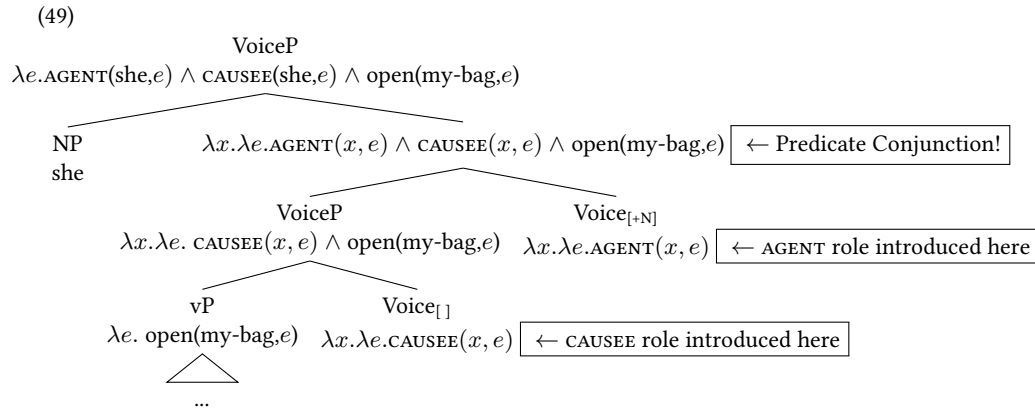 (49)
VoiceP
λe.AGENT(she,e) ∧ CAUSEE(she,e) ∧ open(my-bag,e)
NP
she
λx.λe.AGENT(x, e) ∧ CAUSEE(x, e) ∧ open(my-bag,e) ← Predicate Conjunction!
VoiceP
λx.λe. CAUSEE(x, e) ∧ open(my-bag,e)
Voice[+N]
λx.λe.AGENT(x, e) ← AGENT role introduced here
vP
λe. open(my-bag,e)
Voice[ ]
λx.λe.CAUSEE(x, e) ← CAUSEE role introduced here
...